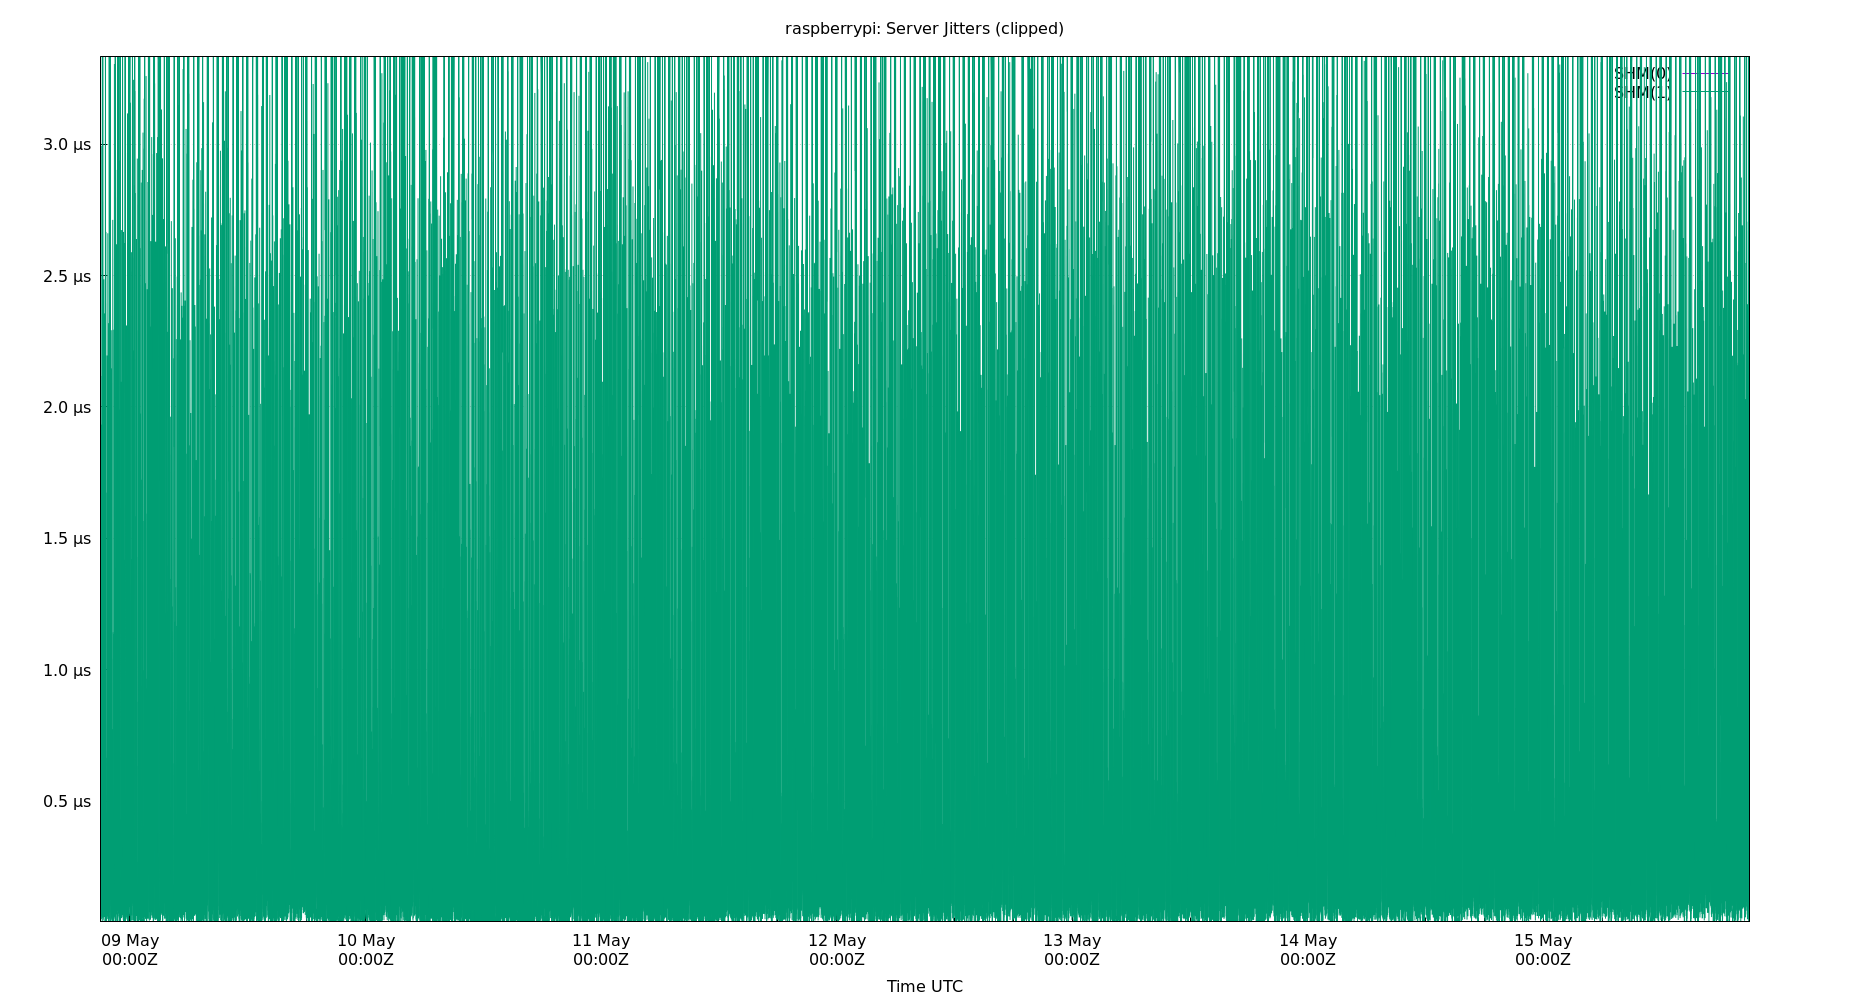 raspberrypi: Server Jitters (clipped)
SHM(0)
SHM(1)
3.0 µs
2.5 µs
2.0 µs
1.5 µs
1.0 µs
0.5 µs
09 May 10 May 11 May 12 May 13 May 14 May 15 May
00:00Z 00:00Z 00:00Z 00:00Z 00:00Z 00:00Z 00:00Z
Time UTC